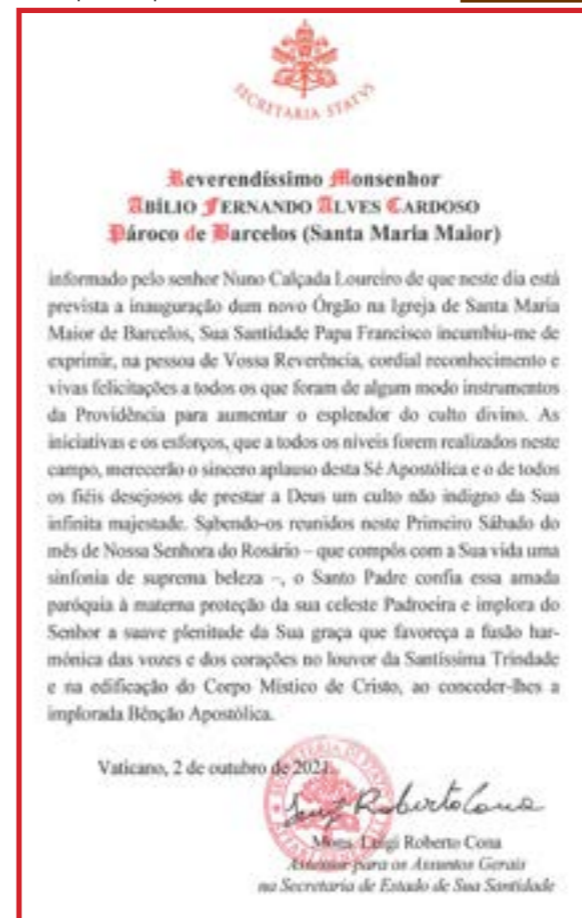 SECRETARIA STATVS
Reverendíssimo Monsenhor
ABÍLIO FERNANDO ALVES CARDOSO
Pároco de Barcelos (Santa Maria Maior)
informado pelo senhor Nuno Calçada Loureiro de que neste dia está
prevista a inauguração dum novo Órgão na Igreja de Santa Maria
Maior de Barcelos, Sua Santidade Papa Francisco incumbiu-me de
exprimir, na pessoa de Vossa Reverência, cordial reconhecimento e
vivas felicitações a todos os que foram de algum modo instrumentos
da Providência para aumentar o esplendor do culto divino. As
iniciativas e os esforços, que a todos os níveis forem realizados neste
campo, merecerão o sincero aplauso desta Sé Apostólica e o de todos
os fiéis desejosos de prestar a Deus um culto não indigno da Sua
infinita majestade. Sabendo-os reunidos neste Primeiro Sábado do
mês de Nossa Senhora do Rosário – que compôs com a Sua vida uma
sinfonia de suprema beleza –, o Santo Padre confia essa amada
paróquia à materna proteção da sua celeste Padroeira e implora do
Senhor a suave plenitude da Sua graça que favoreça a fusão har-
mónica das vozes e dos corações no louvor da Santíssima Trindade
e na edificação do Corpo Místico de Cristo, ao conceder-lhes a
implorada Bênção Apostólica.
Vaticano, 2 de outubro de 2021.
Mons. Luigi Roberto Cona
Assessor para os Assuntos Gerais
na Secretaria de Estado de Sua Santidade